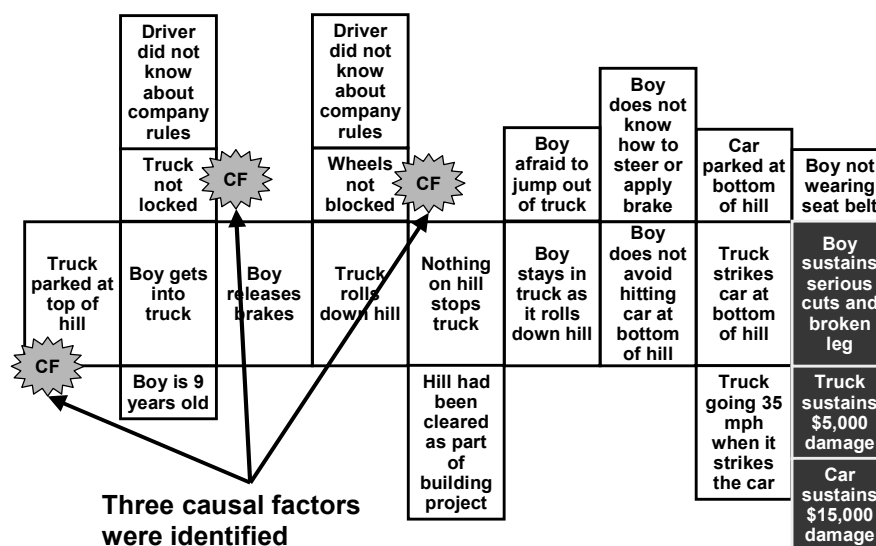 Driver
did not
know
about
company
rules
Driver
did not
know
about
company
rules
Boy
does not
know
how to
steer or
apply
brake
Boy
afraid to
jump out
of truck
Car
parked at
bottom
of hill
Boy not
wearing
seat belt
Truck
not
locked
CF
Wheels
not
blocked
CF
Truck
parked at
top of
hill
Boy gets
into
truck
Boy
releases
brakes
Truck
rolls
down hill
Nothing
on hill
stops
truck
Boy
stays in
truck as
it rolls
down hill
Boy
does not
avoid
hitting
car at
bottom
of hill
Truck
strikes
car at
bottom
of hill
Boy
sustains
serious
cuts and
broken
leg
CF
Boy is 9
years old
Hill had
been
cleared
as part
of
building
project
Truck
going 35
mph
when it
strikes
the car
Truck
sustains
$5,000
damage
Car
sustains
$15,000
damage
Three causal factors
were identified